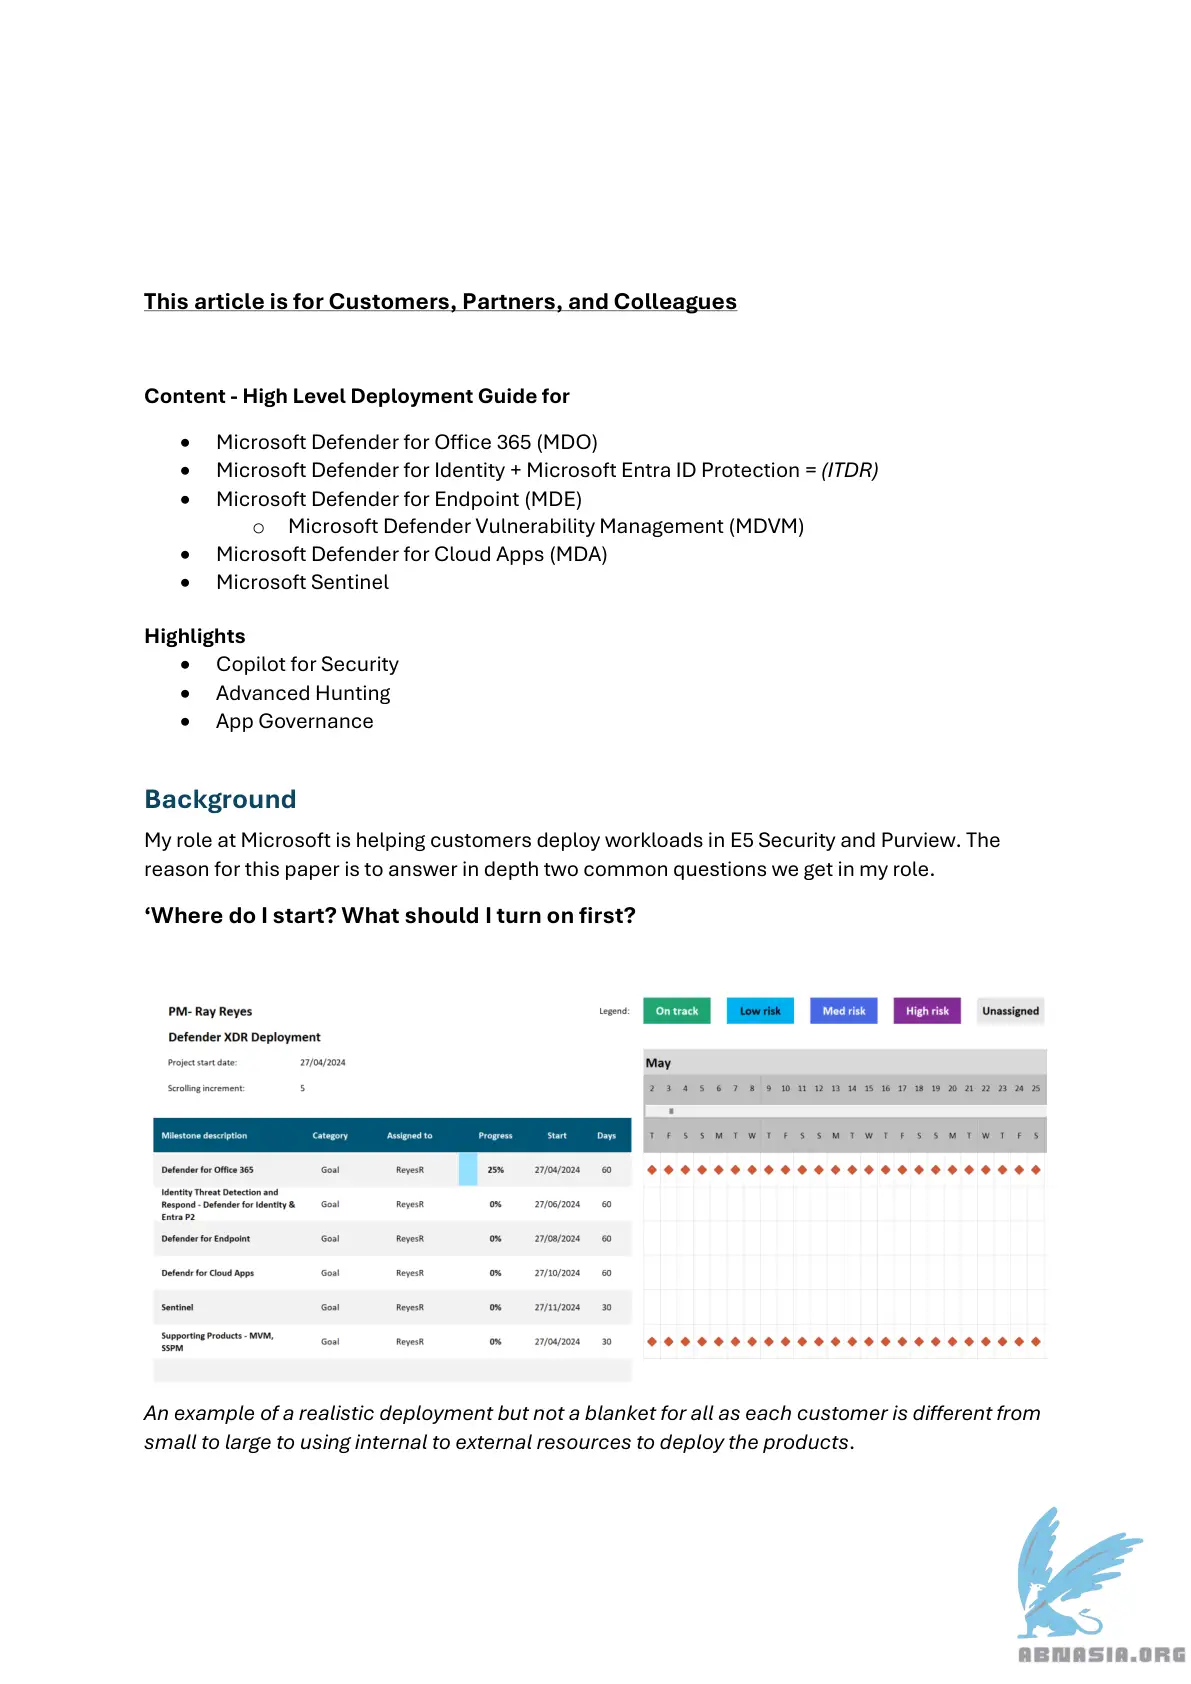 This article is for Customers, Partners, and Colleagues
Content - High Level Deployment Guide for
• Microsoft Defender for Office 365 (MDO)
• Microsoft Defender for Identity + Microsoft Entra ID Protection = (ITDR)
• Microsoft Defender for Endpoint (MDE)
o Microsoft Defender Vulnerability Management (MDVM)
• Microsoft Defender for Cloud Apps (MDA)
• Microsoft Sentinel
Highlights
• Copilot for Security
• Advanced Hunting
• App Governance
Background
My role at Microsoft is helping customers deploy workloads in E5 Security and Purview. The
reason for this paper is to answer in depth two common questions we get in my role.
‘Where do I start? What should I turn on first?
PM- Ray Reyes
Legend: On track Low risk Med risk High risk Unassigned
Defender XDR Deployment
Project start date: 27/04/2024
May
Scrolling increment: 5
2 3 4 5 6 7 8 9 10 11 12 13 14 15 16 17 18 19 20 21 22 23 24 25
Milestone description Category Assigned to Progress Start Days
T F S S M T W T F S S M T W T F S S M T W T F S
Defender for Office 365 Goal ReyesR 25% 27/04/2024 60
Identity Threat Detection and
Respond - Defender for Identity & Goal ReyesR 0% 27/06/2024 60
Entra P2
Defender for Endpoint Goal ReyesR 0% 27/08/2024 60
Defendr for Cloud Apps Goal ReyesR 0% 27/10/2024 60
Sentinel Goal ReyesR 0% 27/11/2024 30
Supporting Products - MVM, Goal ReyesR 0% 27/04/2024 30
SSPM
An example of a realistic deployment but not a blanket for all as each customer is different from
small to large to using internal to external resources to deploy the products.
ABNASIA.ORG